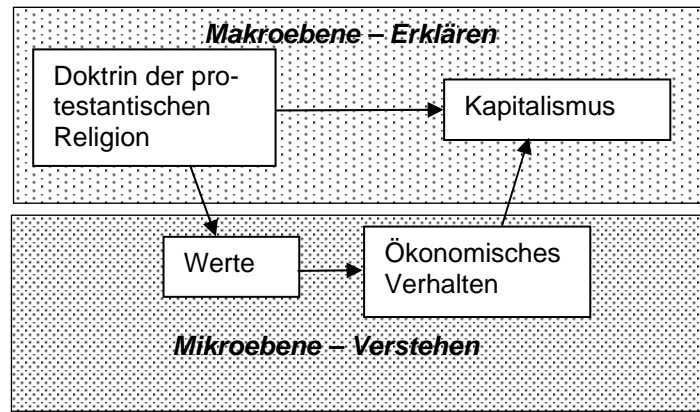 Makroebene – Erklären
Doktrin der pro-
testantischen
Religion
Kapitalismus
Werte
Ökonomisches
Verhalten
Mikroebene – Verstehen